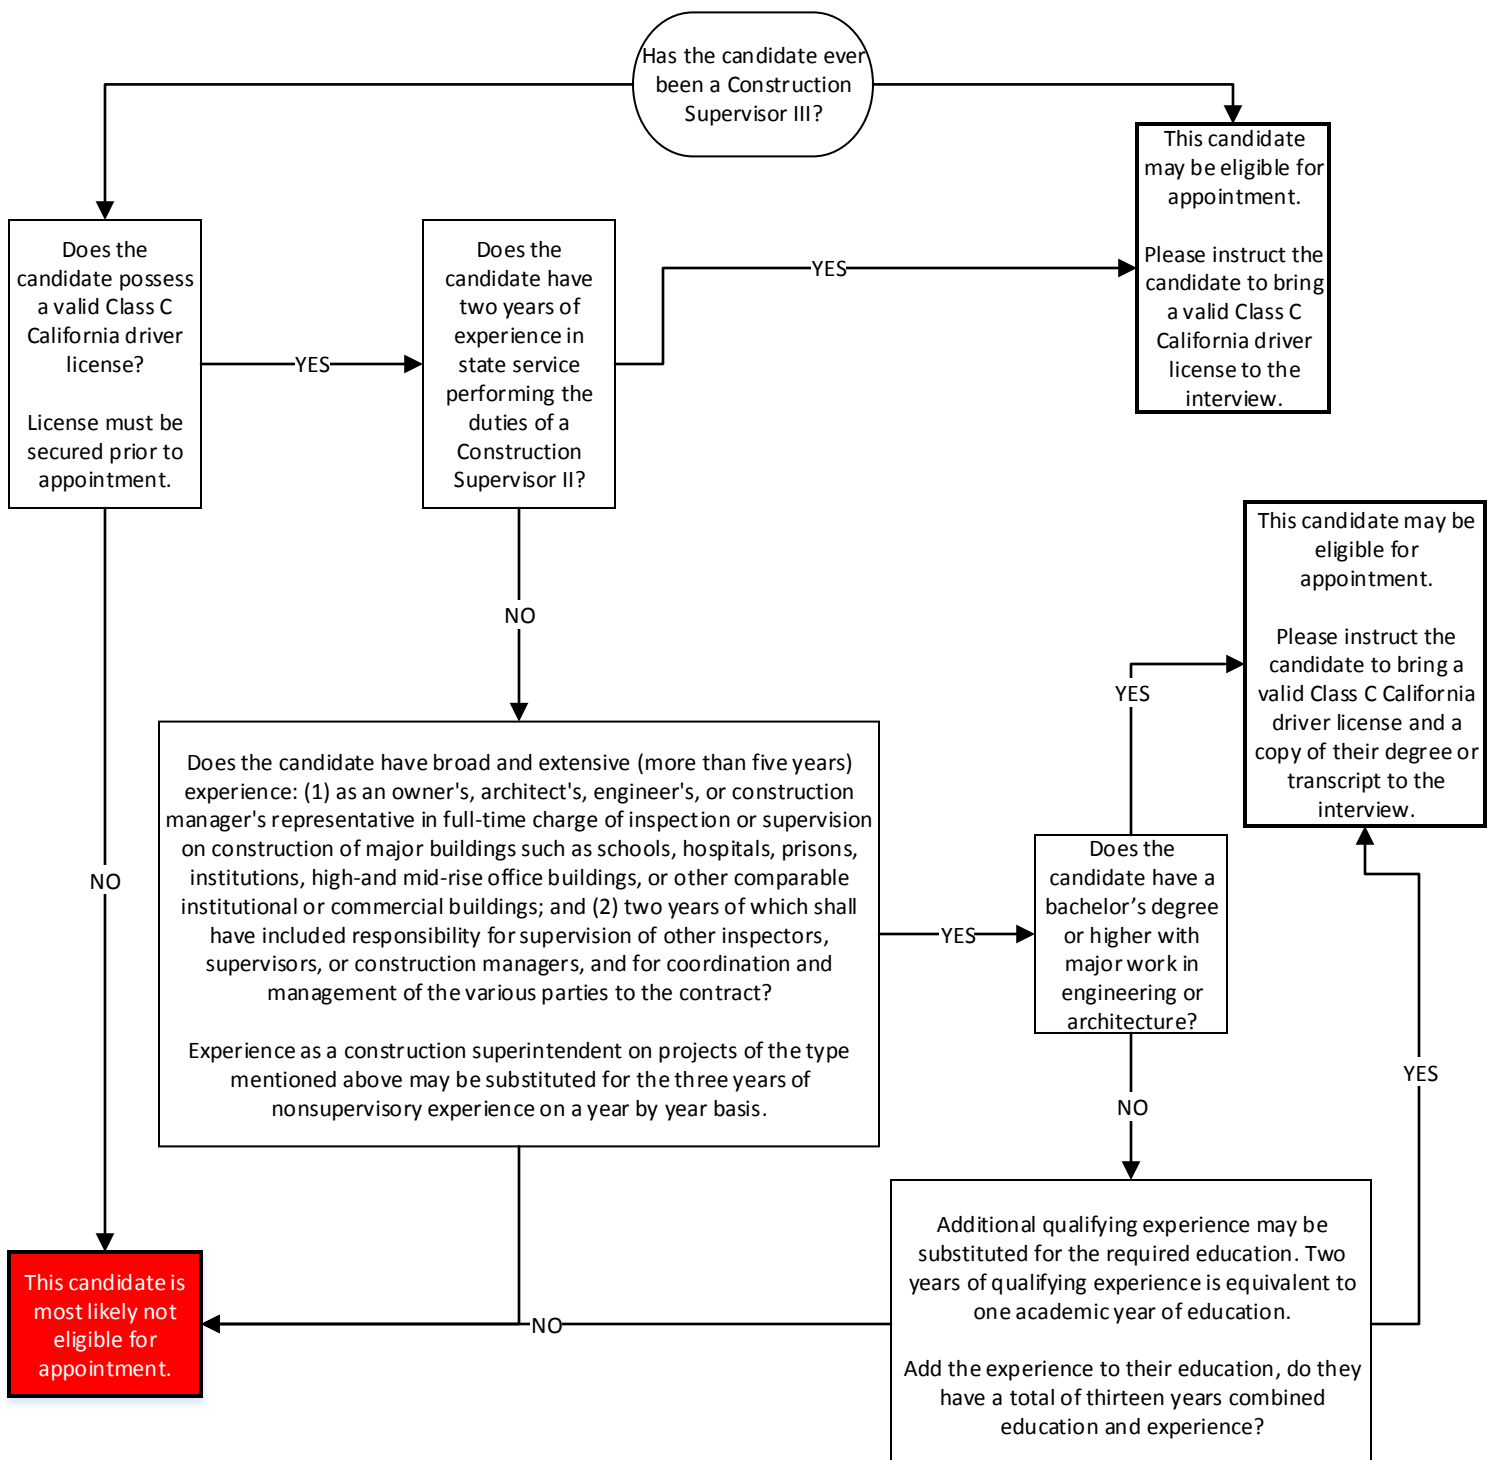 Has the candidate ever
been a Construction
Supervisor III?
This candidate
may be eligible for
appointment.
Please instruct the
candidate to bring
a valid Class C
California driver
license to the
interview.
Does the
candidate possess
a valid Class C
California driver
license?
License must be
secured prior to
appointment.
YES
Does the
candidate have
two years of
experience in
state service
performing the
duties of a
Construction
Supervisor II?
YES
NO
NO
Does the candidate have broad and extensive (more than five years)
experience: (1) as an owner's, architect's, engineer's, or construction
manager's representative in full-time charge of inspection or supervision
on construction of major buildings such as schools, hospitals, prisons,
institutions, high-and mid-rise office buildings, or other comparable
institutional or commercial buildings; and (2) two years of which shall
have included responsibility for supervision of other inspectors,
supervisors, or construction managers, and for coordination and
management of the various parties to the contract?
Experience as a construction superintendent on projects of the type
mentioned above may be substituted for the three years of
nonsupervisory experience on a year by year basis.
YES
Does the
candidate have a
bachelor’s degree
or higher with
major work in
engineering or
architecture?
YES
This candidate may be
eligible for
appointment.
Please instruct the
candidate to bring a
valid Class C California
driver license and a
copy of their degree or
transcript to the
interview.
NO
YES
Additional qualifying experience may be
substituted for the required education. Two
years of qualifying experience is equivalent to
one academic year of education.
Add the experience to their education, do they
have a total of thirteen years combined
education and experience?
NO
This candidate is
most likely not
eligible for
appointment.